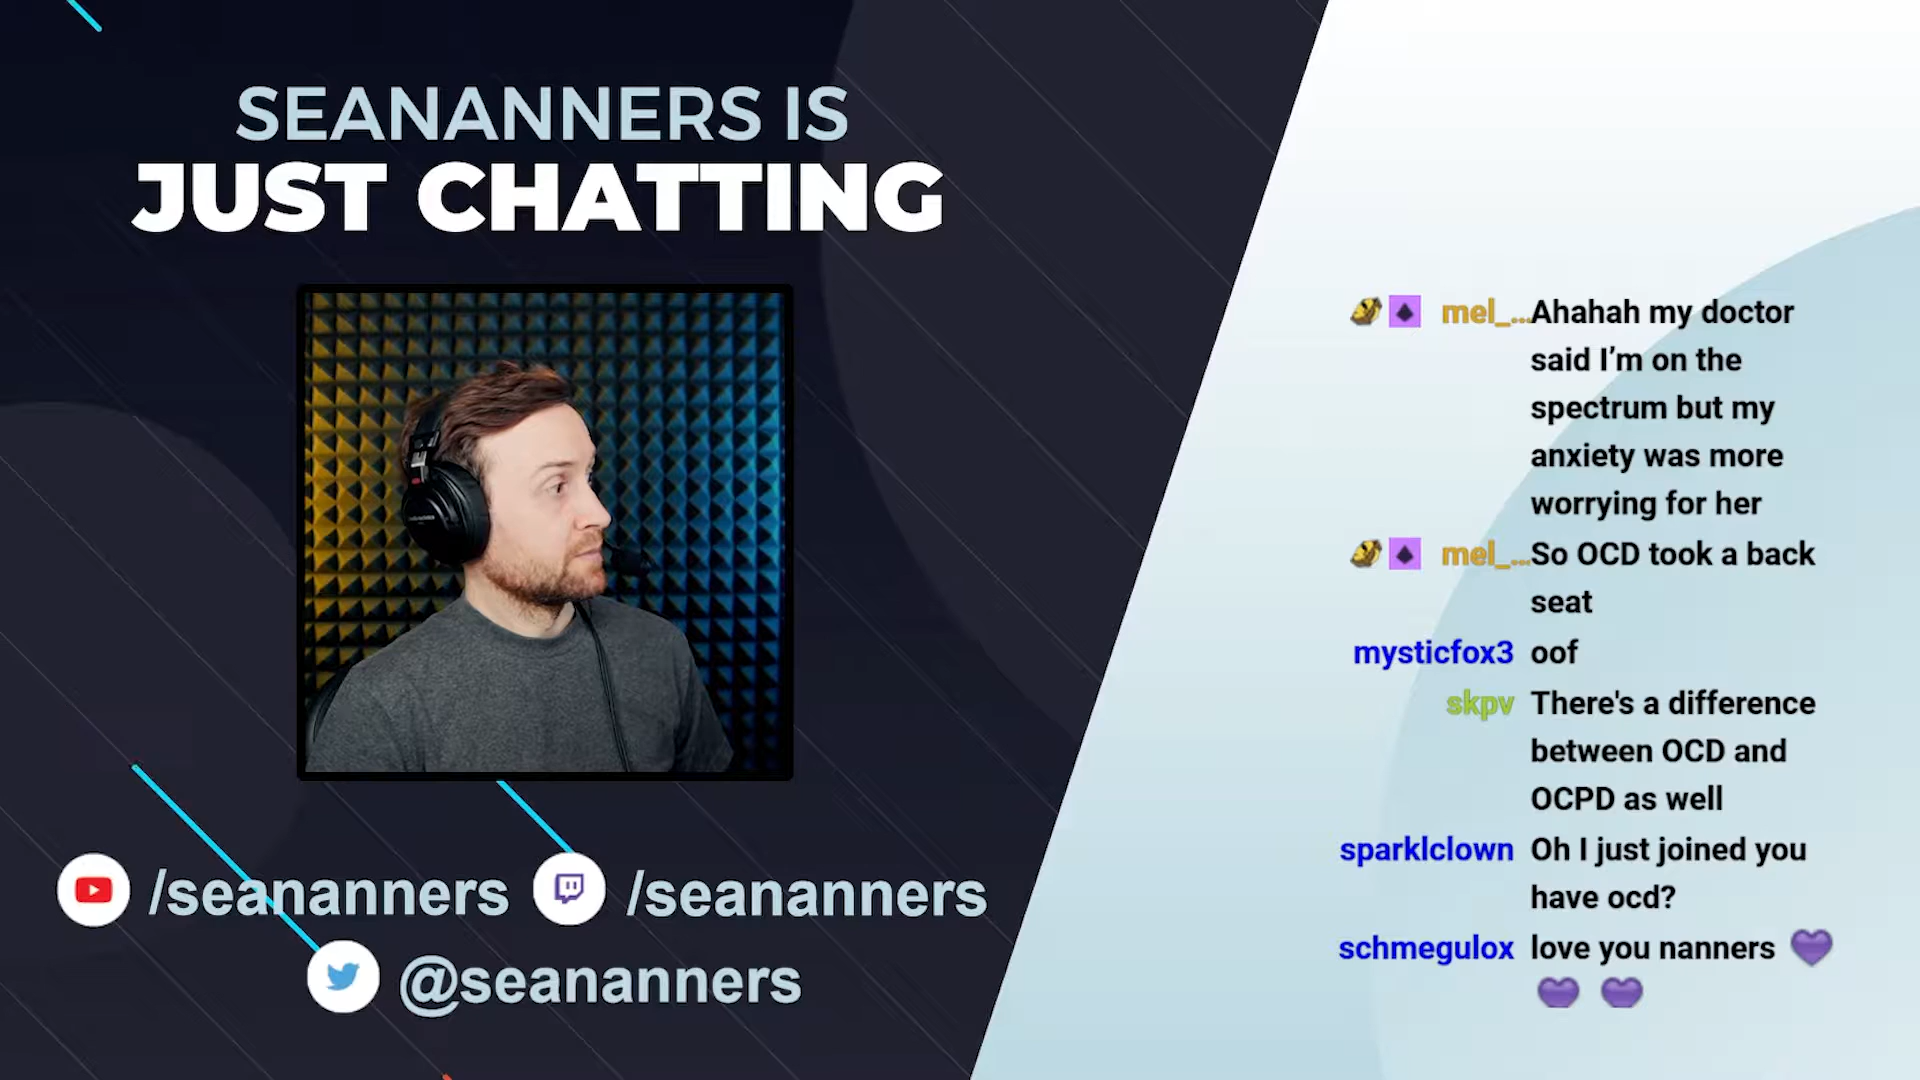 SEANANNERS IS
JUST CHATTING
/seananners
/seananners
@seananners
mel_... Ahahah my doctor
said I’m on the
spectrum but my
anxiety was more
worrying for her
mel_... So OCD took a back
seat
mysticfox3 oof
skpv There's a difference
between OCD and
OCPD as well
sparklclown Oh I just joined you
have ocd?
schmegulox love you nanners